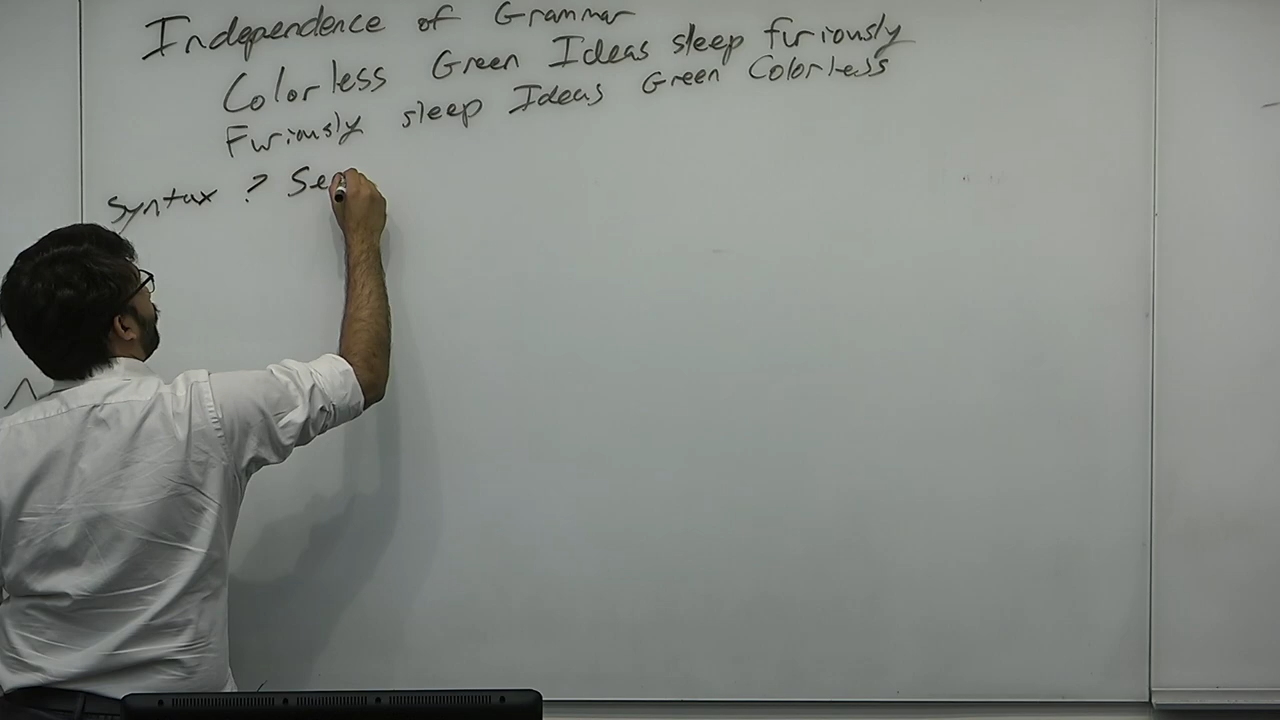 Independence of Grammar
Colorless Green Ideas sleep furiously
Furiously sleep Ideas Green Colorless
Syntax ? Se